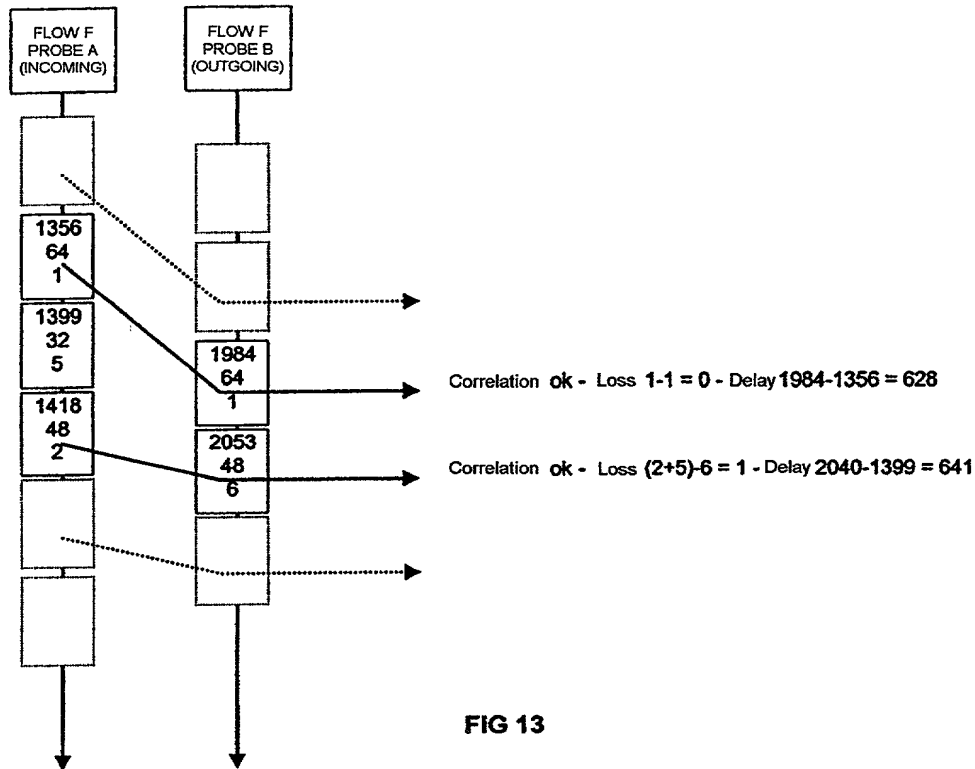 FLOW F
PROBE A
(INCOMING)
FLOW F
PROBE B
(OUTGOING)
1356
64
1
1399
32
5
1418
48
2
1984
64
1
2053
48
6
Correlation ok - Loss 1-1 = 0 - Delay 1984-1356 = 628
Correlation ok - Loss (2+5)-6 = 1 - Delay 2040-1399 = 641
FIG 13